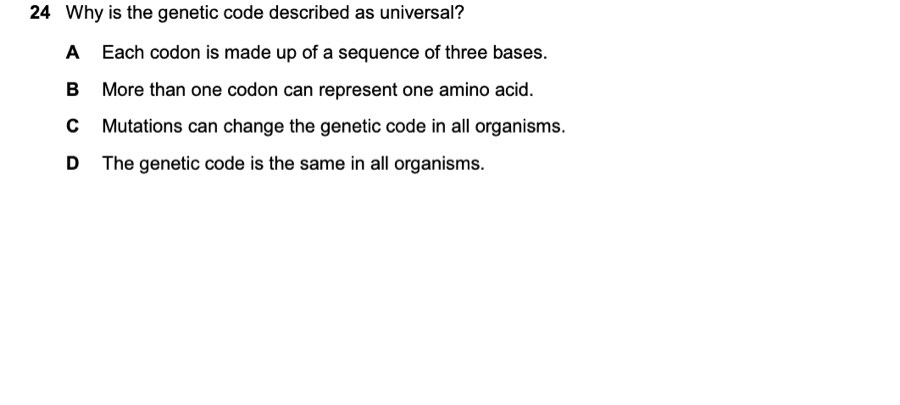 24 Why is the genetic code described as universal?
A Each codon is made up of a sequence of three bases.
B More than one codon can represent one amino acid.
C Mutations can change the genetic code in all organisms.
D The genetic code is the same in all organisms.